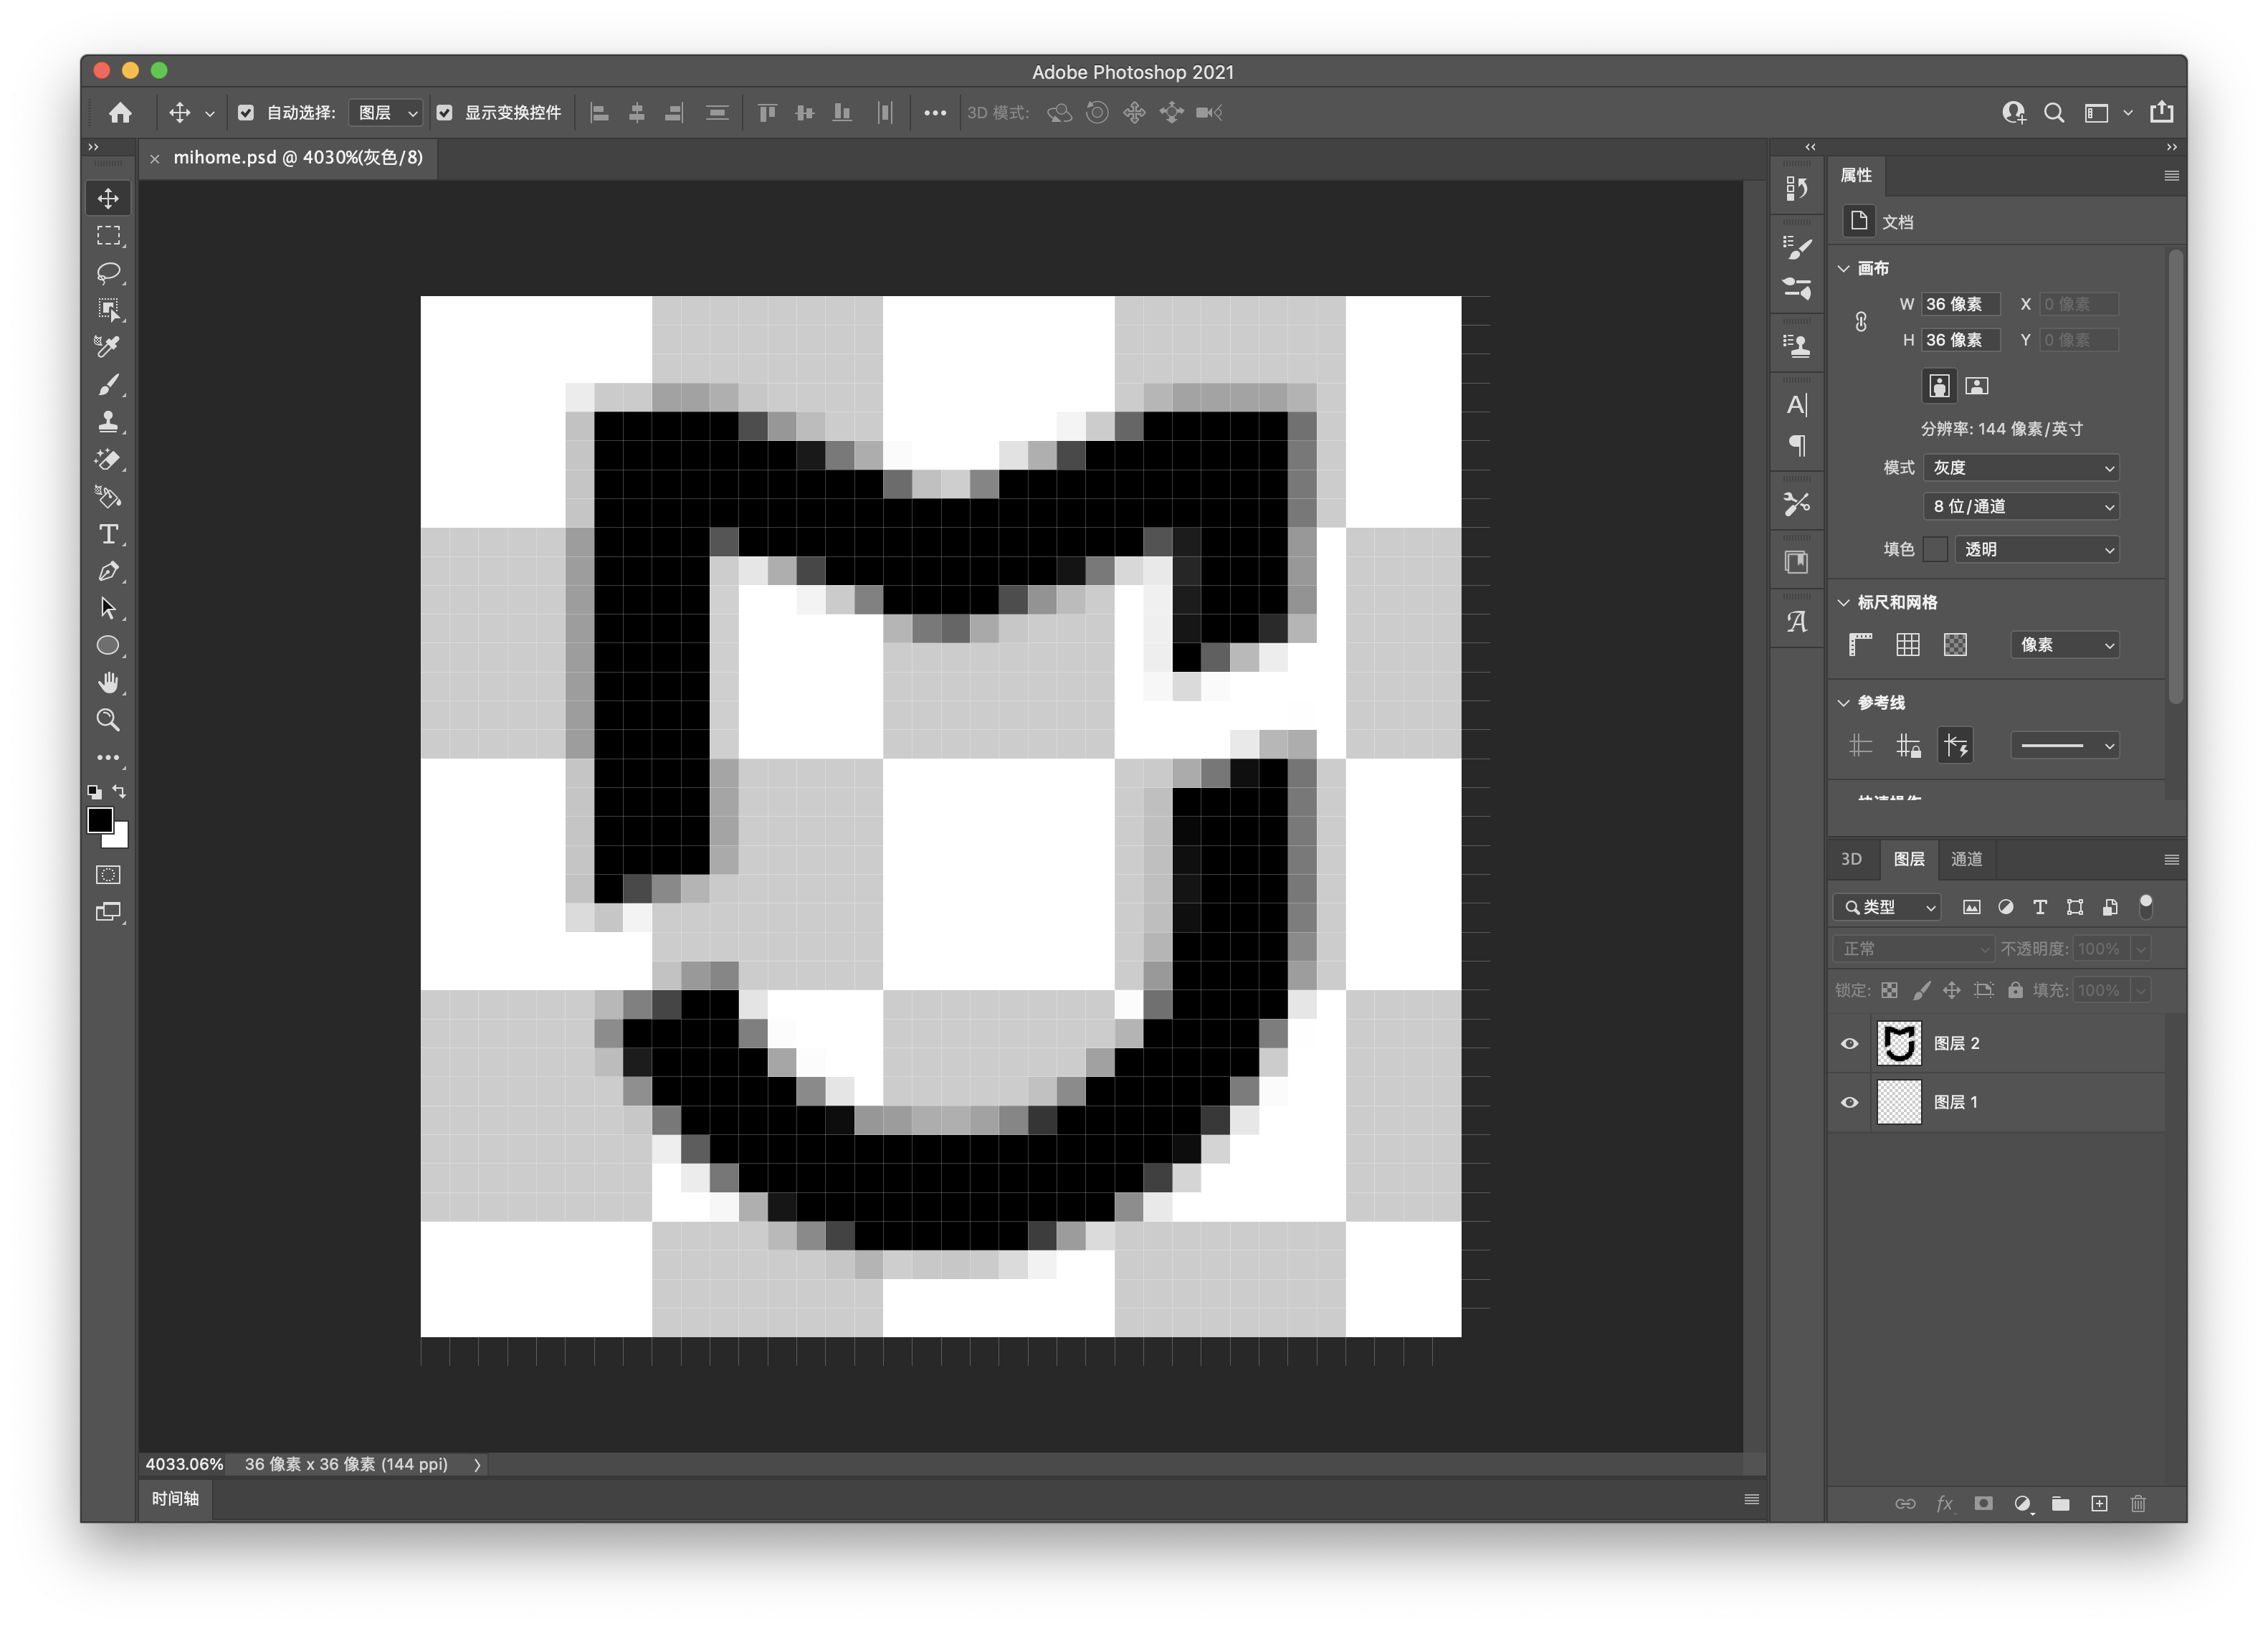 Adobe Photoshop 2021
自动选择: 图层 显示变换控件 3D 模式:
mihome.psd @ 4030%(灰色/8)
属性
文档
画布
W 36 像素 X 0 像素
H 36 像素 Y 0 像素
分辨率: 144 像素/英寸
模式 灰度
8 位/通道
填色 透明
标尺和网格
像素
参考线
3D 图层 通道
类型
正常 不透明度: 100%
锁定: 填充: 100%
图层 2
图层 1
fx
4033.06% 36 像素 x 36 像素 (144 ppi)
时间轴